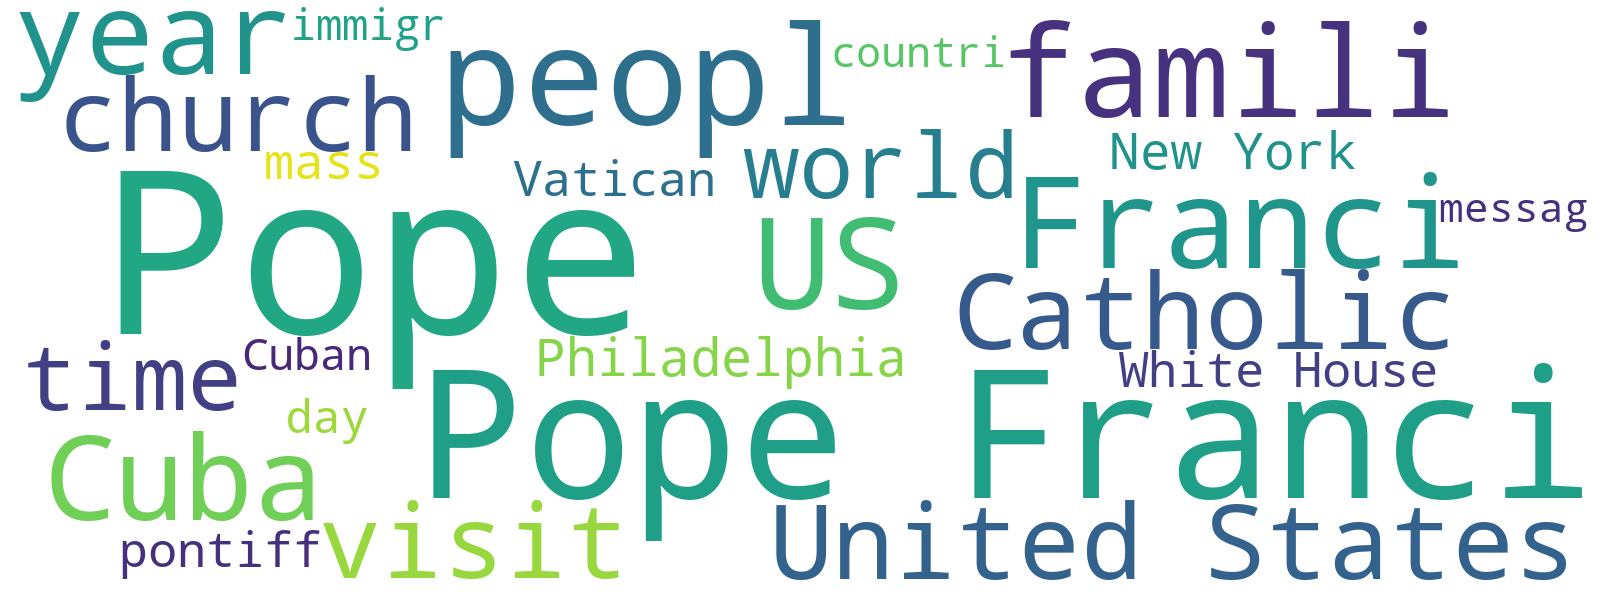 year
immigr
peopl
countri
famili
church
mass
Vatican
world
New York
Pope
US
Franci
messag
Catholic
time
Cuban
Philadelphia
White House
day
Pope Franci
Cuba
pontiff
visit
United States